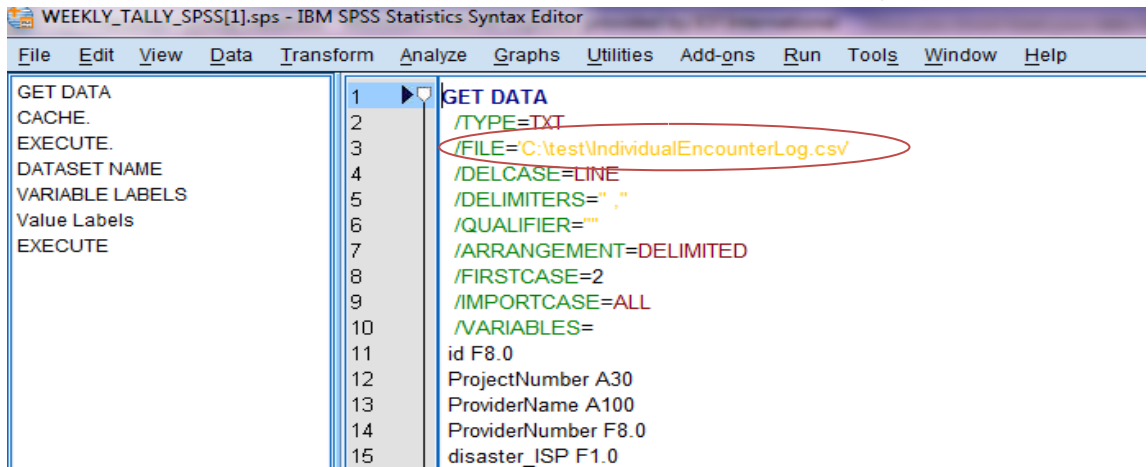 WEEKLY_TALLY_SPSS[1].sps - IBM SPSS Statistics Syntax Editor
File Edit View Data Transform Analyze Graphs Utilities Add-ons Run Tools Window Help
GET DATA
CACHE.
EXECUTE.
DATASET NAME
VARIABLE LABELS
Value Labels
EXECUTE
1 GET DATA
2 /TYPE=TXT
3 /FILE='C:\test\IndividualEncounterLog.csv'
4 /DELCASE=LINE
5 /DELIMITERS=" ,"
6 /QUALIFIER='"'
7 /ARRANGEMENT=DELIMITED
8 /FIRSTCASE=2
9 /IMPORTCASE=ALL
10 /VARIABLES=
11 id F8.0
12 ProjectNumber A30
13 ProviderName A100
14 ProviderNumber F8.0
15 disaster_ISP F1.0